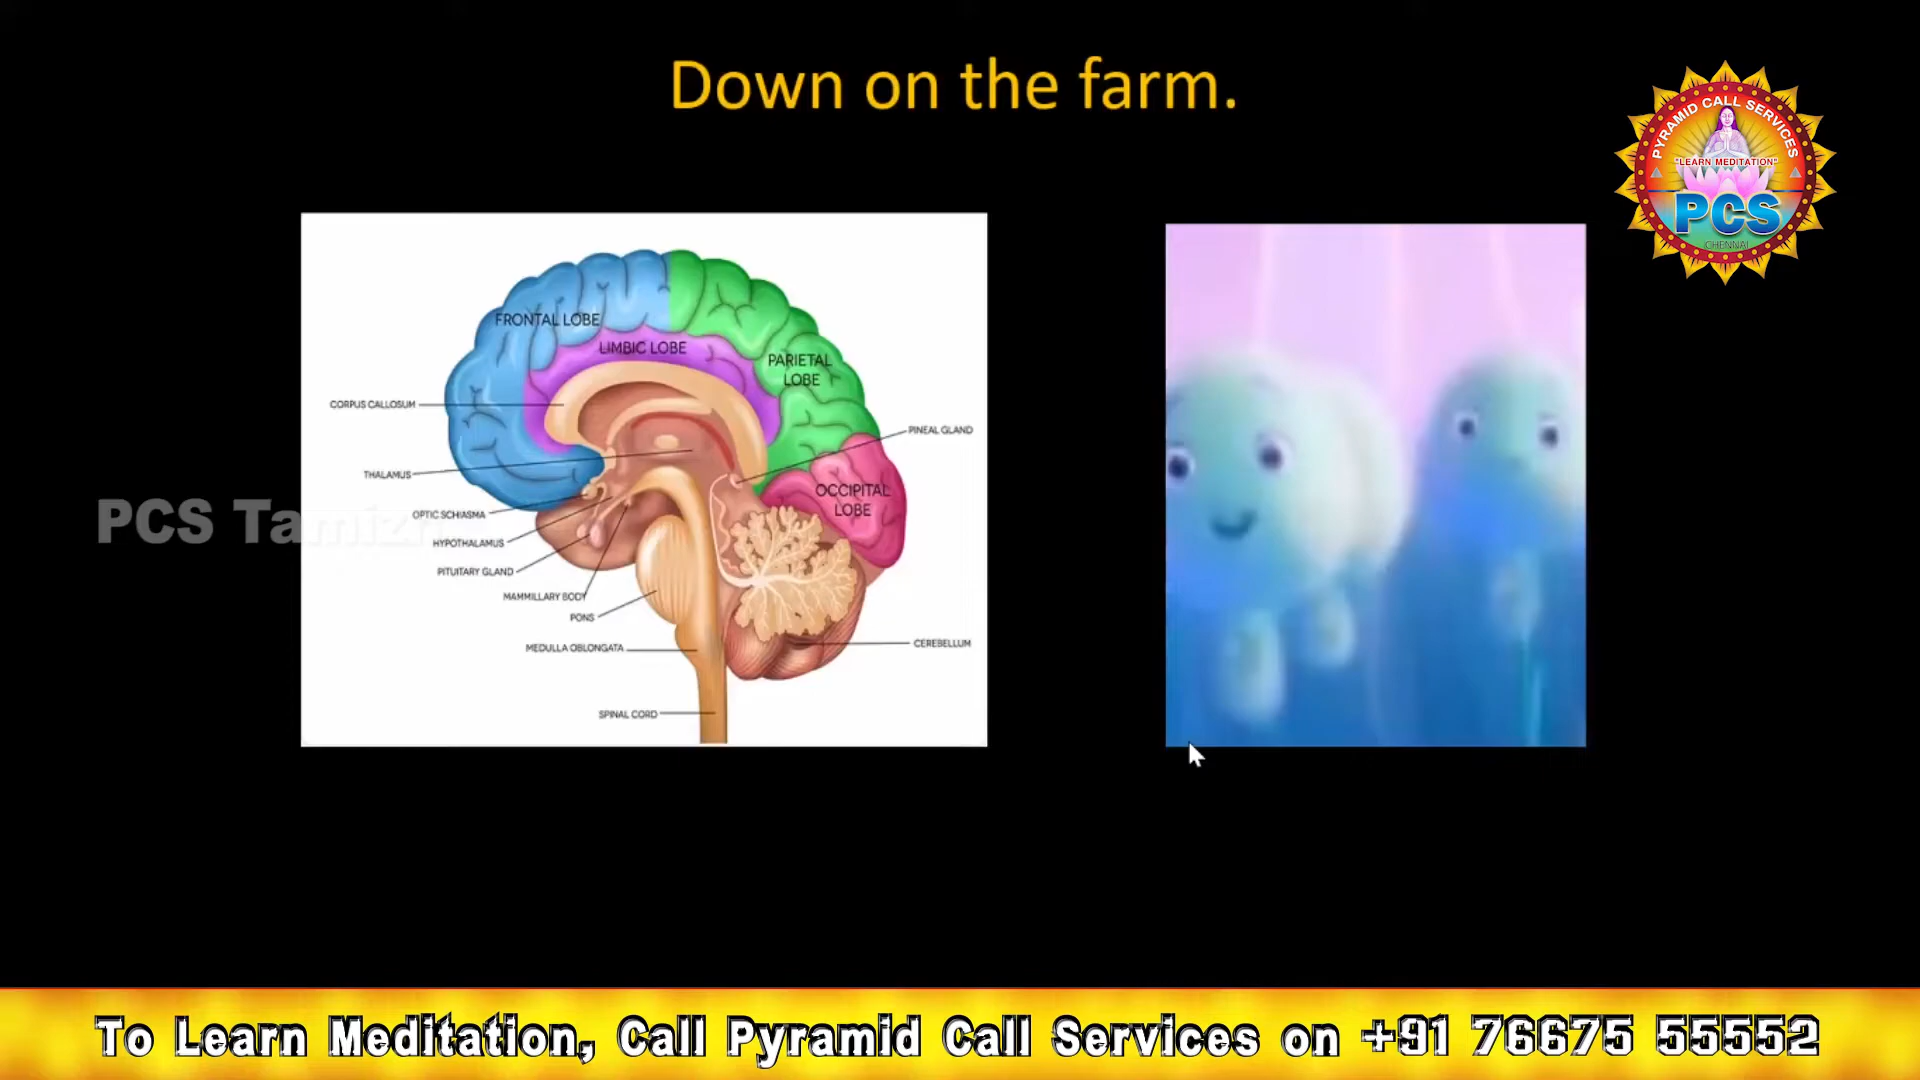 Down on the farm.
PYRAMID CALL SERVICES
"LEARN MEDITATION"
PCS
CHENNAI
FRONTAL LOBE
LIMBIC LOBE
PARIETAL
LOBE
CORPUS CALLOSUM
PINEAL GLAND
THALAMUS
OCCIPITAL
LOBE
OPTIC SCHIASMA
PCS Tamizh
HYPOTHALAMUS
PITUITARY GLAND
MAMMILLARY BODY
PONS
MEDULLA OBLONGATA
CEREBELLUM
SPINAL CORD
To Learn Meditation, Call Pyramid Call Services on +91 76675 55552